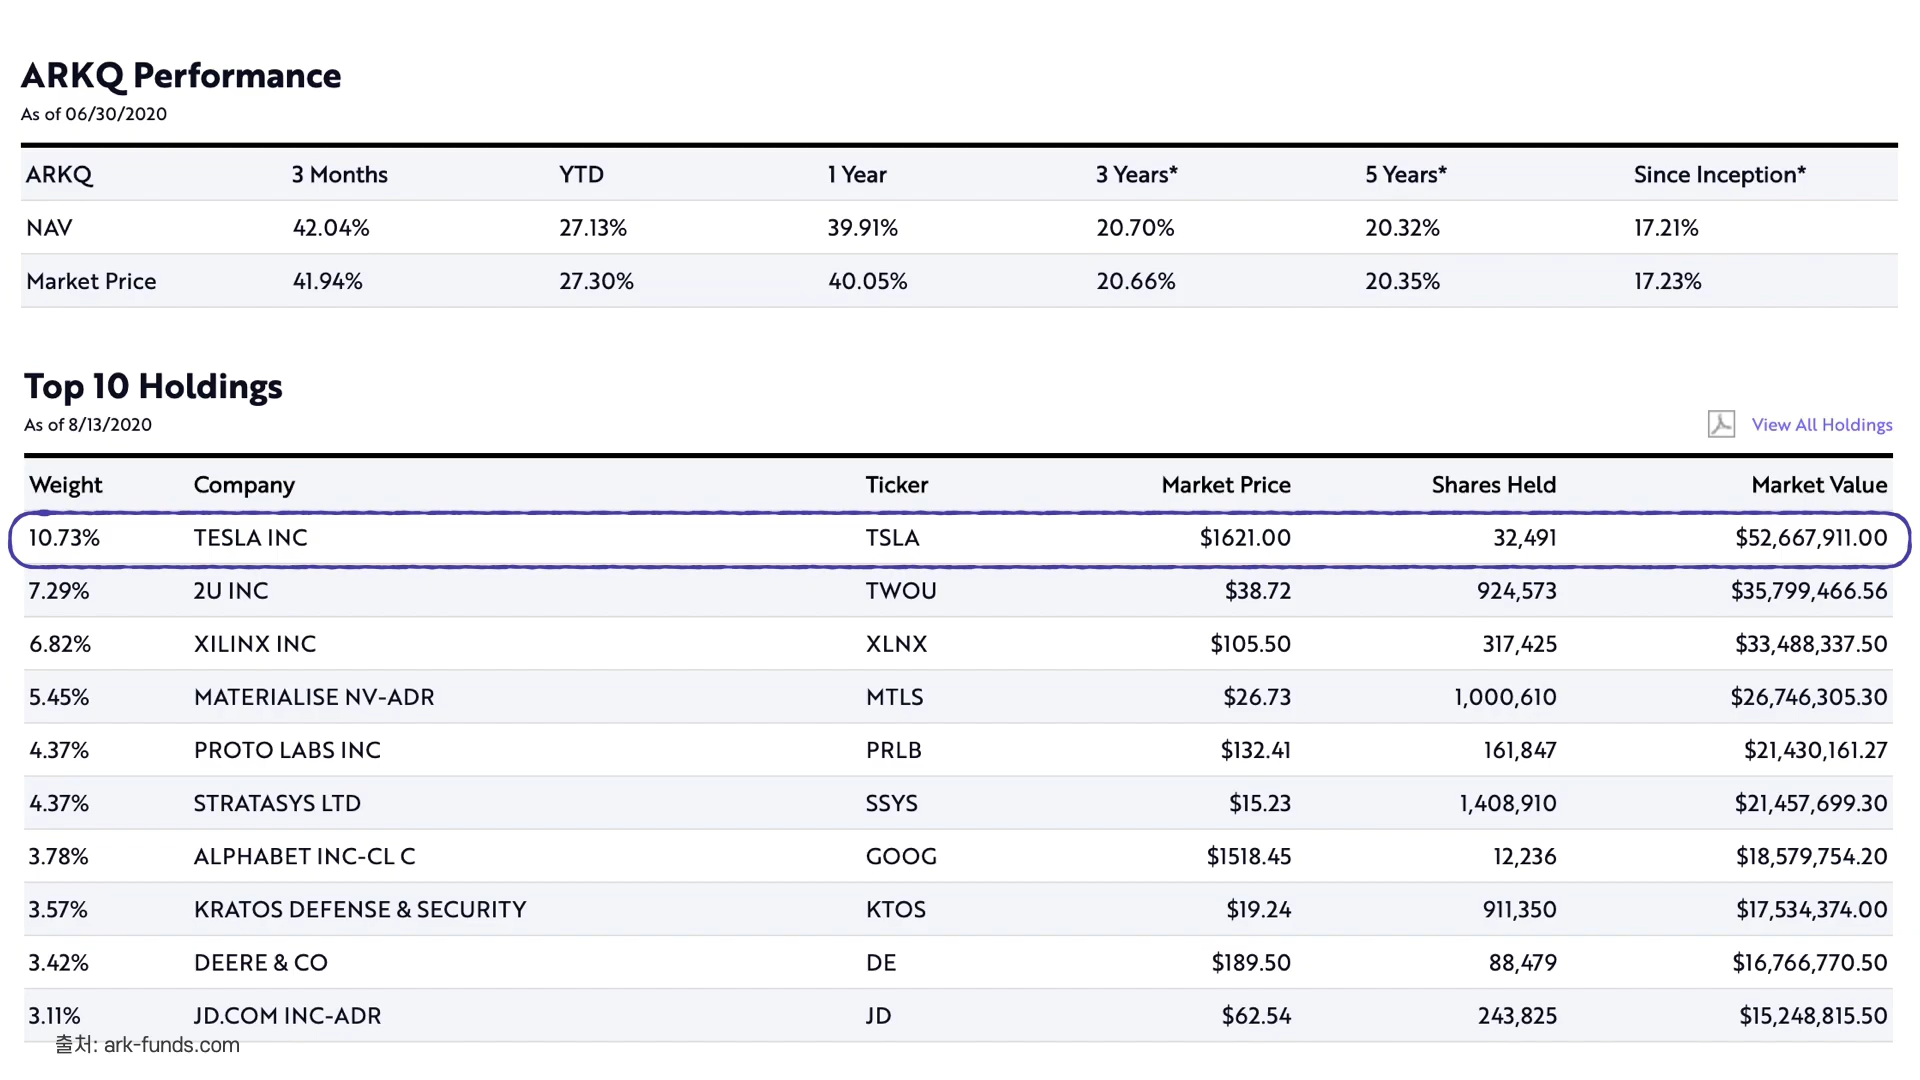 ARKQ Performance
As of 06/30/2020
ARKQ 3 Months YTD 1 Year 3 Years* 5 Years* Since Inception*
NAV 42.04% 27.13% 39.91% 20.70% 20.32% 17.21%
Market Price 41.94% 27.30% 40.05% 20.66% 20.35% 17.23%
Top 10 Holdings
As of 8/13/2020 View All Holdings
Weight Company Ticker Market Price Shares Held Market Value
10.73% TESLA INC TSLA $1621.00 32,491 $52,667,911.00
7.29% 2U INC TWOU $38.72 924,573 $35,799,466.56
6.82% XILINX INC XLNX $105.50 317,425 $33,488,337.50
5.45% MATERIALISE NV-ADR MTLS $26.73 1,000,610 $26,746,305.30
4.37% PROTO LABS INC PRLB $132.41 161,847 $21,430,161.27
4.37% STRATASYS LTD SSYS $15.23 1,408,910 $21,457,699.30
3.78% ALPHABET INC-CL C GOOG $1518.45 12,236 $18,579,754.20
3.57% KRATOS DEFENSE & SECURITY KTOS $19.24 911,350 $17,534,374.00
3.42% DEERE & CO DE $189.50 88,479 $16,766,770.50
3.11% JD.COM INC-ADR JD $62.54 243,825 $15,248,815.50
출처: ark-funds.com